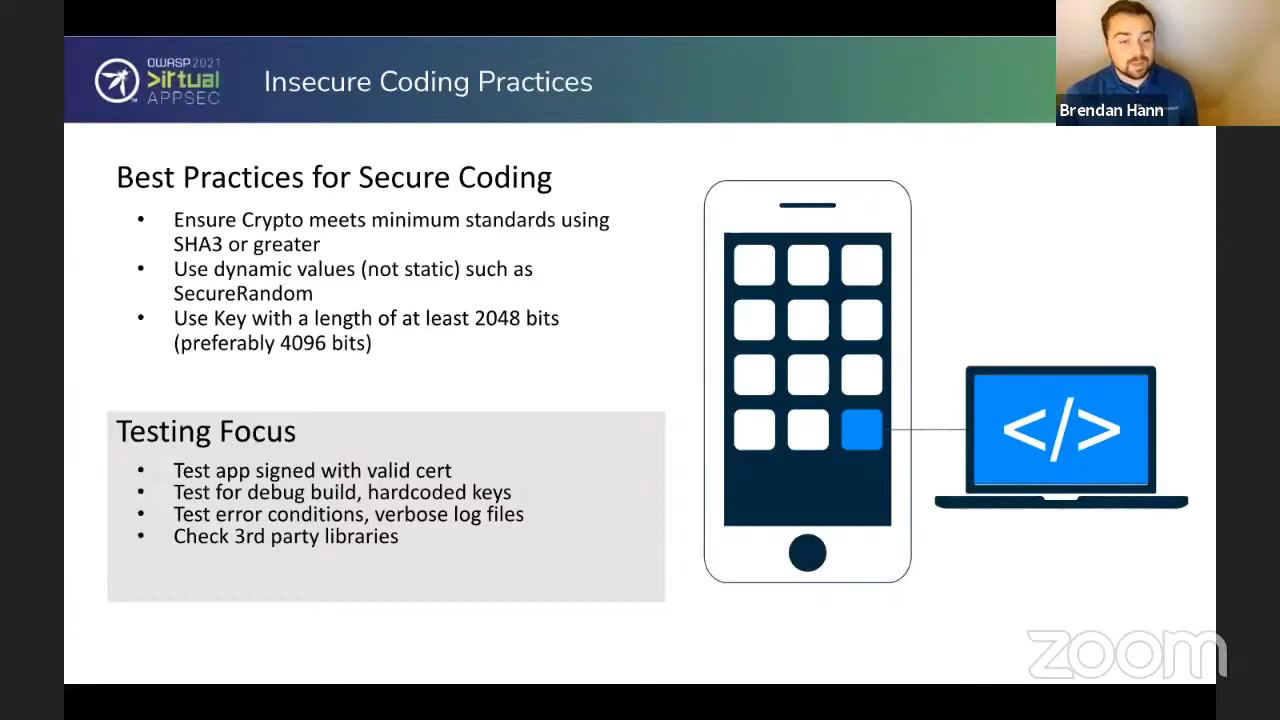 OWASP 2021
>irtual
APPSEC
Insecure Coding Practices
Brendan Hann
Best Practices for Secure Coding
• Ensure Crypto meets minimum standards using
SHA3 or greater
• Use dynamic values (not static) such as
SecureRandom
• Use Key with a length of at least 2048 bits
(preferably 4096 bits)
</>
Testing Focus
• Test app signed with valid cert
• Test for debug build, hardcoded keys
• Test error conditions, verbose log files
• Check 3rd party libraries
zoom